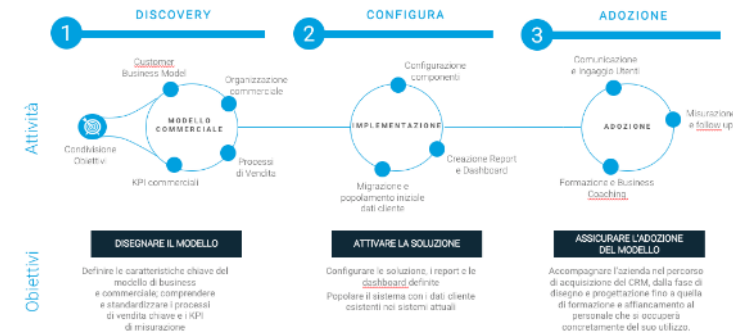 DISCOVERY
CONFIGURA
ADOZIONE
1
2
3
Attività
Condivisione
Obiettivi
Customer
Business Model
Organizzazione
commerciale
MODELLO
COMMERCIALE
Processi
di Vendita
KPI commerciali
Configurazione
componenti
IMPLEMENTAZIONE
Creazione Report
e Dashboard
Migrazione e
popolamento iniziale
dati cliente
Comunicazione
e Ingaggio Utenti
ADOZIONE
Misurazione
e follow up
Formazione e Business
Coaching
Obiettivi
DISEGNARE IL MODELLO
Definire le caratteristiche chiave del
modello di business
e commerciale; comprendere
e standardizzare i processi
di vendita chiave e i KPI
di misurazione
ATTIVARE LA SOLUZIONE
Configurare le soluzione, i report e le
dashboard definite
Popolare il sistema con i dati cliente
esistenti nei sistemi attuali
ASSICURARE L'ADOZIONE
DEL MODELLO
Accompagnare l'azienda nel percorso
di acquisizione del CRM, dalla fase di
disegno e progettazione fino a quella
di formazione e affiancamento al
personale che si occuperà
concretamente del suo utilizzo.